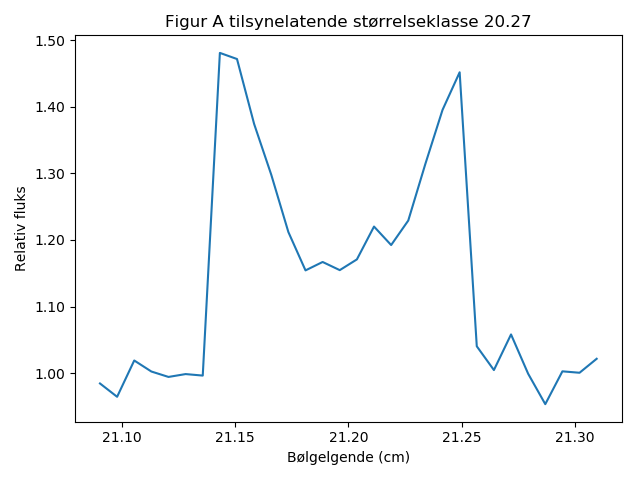 Figur A tilsynelatende størrelseklasse 20.27
1.50
1.40
1.30
1.20
1.10
1.00
Relativ fluks
21.10 21.15 21.20 21.25 21.30
Bølgelgende (cm)